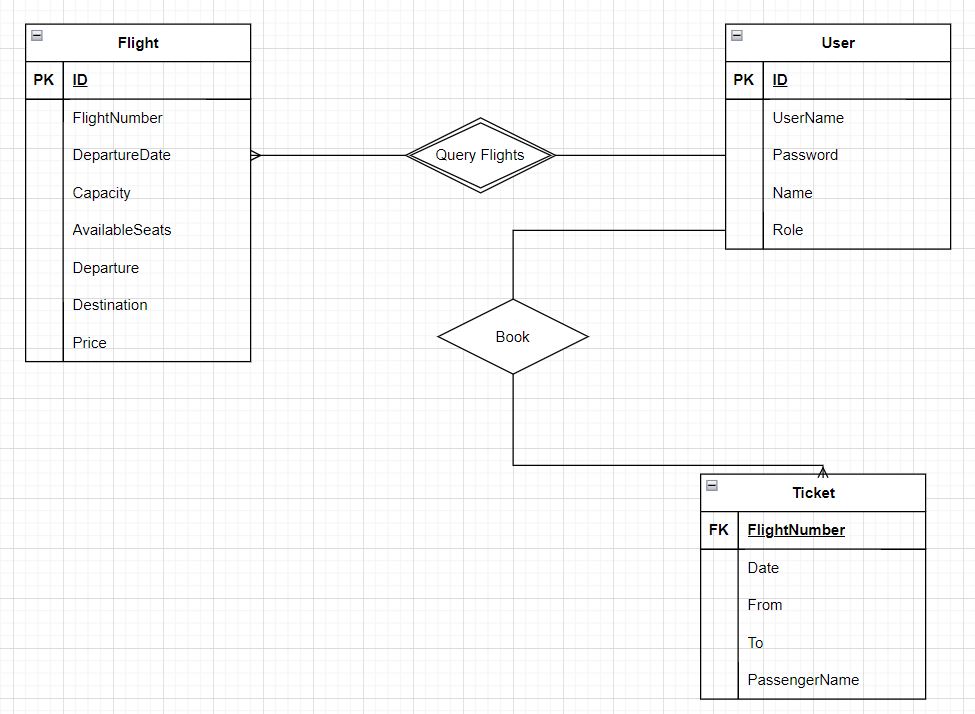 Flight
PK ID
FlightNumber
DepartureDate
Capacity
AvailableSeats
Departure
Destination
Price
Query Flights
User
PK ID
UserName
Password
Name
Role
Book
Ticket
FK FlightNumber
Date
From
To
PassengerName